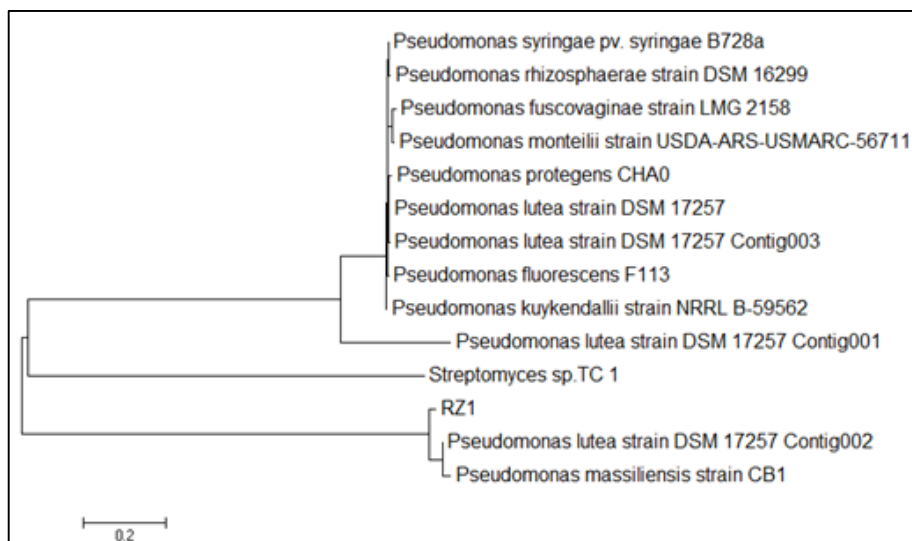 Pseudomonas syringae pv. syringae B728a
Pseudomonas rhizosphaerae strain DSM 16299
Pseudomonas fuscovaginae strain LMG 2158
Pseudomonas monteilii strain USDA-ARS-USMARC-56711
Pseudomonas protegens CHA0
Pseudomonas lutea strain DSM 17257
Pseudomonas lutea strain DSM 17257 Contig003
Pseudomonas fluorescens F113
Pseudomonas kuykendallii strain NRRL B-59562
Pseudomonas lutea strain DSM 17257 Contig001
Streptomyces sp.TC 1
RZ1
Pseudomonas lutea strain DSM 17257 Contig002
Pseudomonas massiliensis strain CB1
0.2